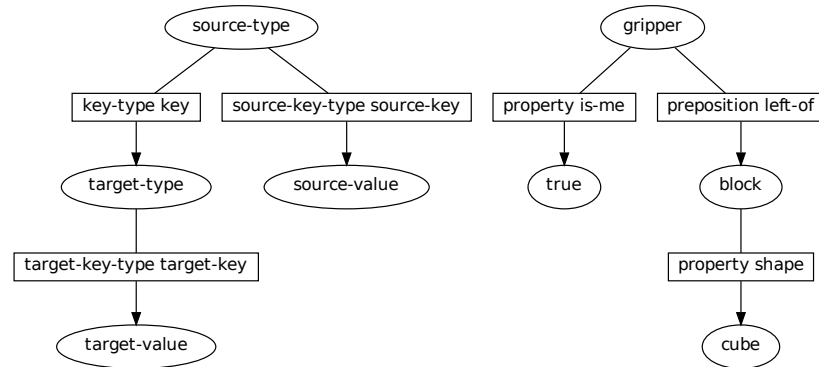 source-type
gripper
key-type key
source-key-type source-key
property is-me
preposition left-of
target-type
source-value
true
block
target-key-type target-key
property shape
target-value
cube